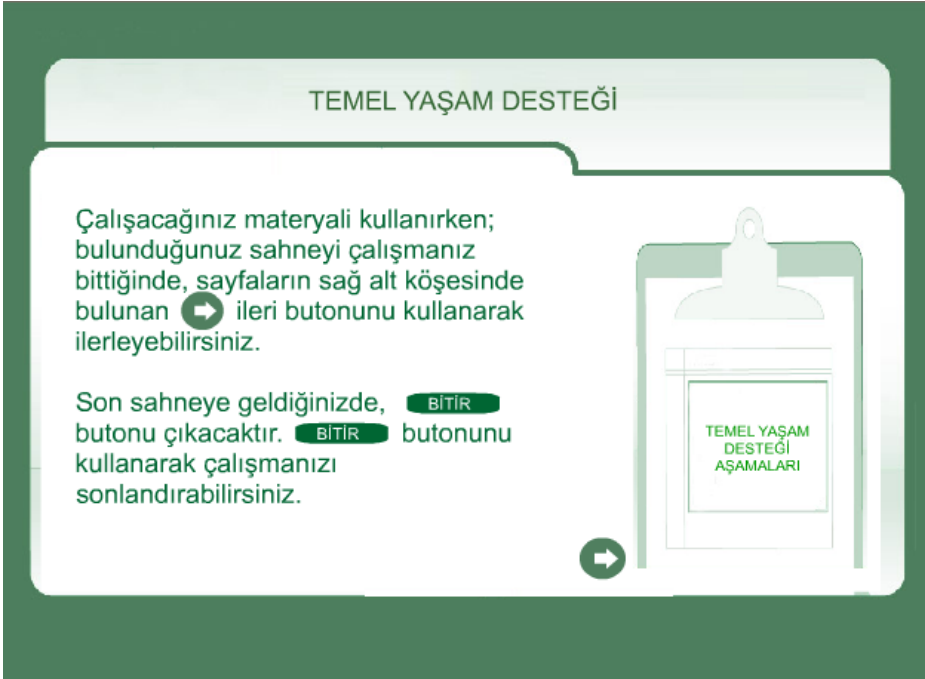 TEMEL YAŞAM DESTEĞİ
Çalışacağınız materyali kullanırken;
bulunduğunuz sahneyi çalışmanız
bittiğinde, sayfaların sağ alt köşesinde
bulunan ileri butonunu kullanarak
ilerleyebilirsiniz.
Son sahneye geldiğinizde, BİTİR
butonu çıkacaktır. BİTİR butonunu
kullanarak çalışmanızı
sonlandırabilirsiniz.
TEMEL YAŞAM
DESTEĞİ
AŞAMALARI